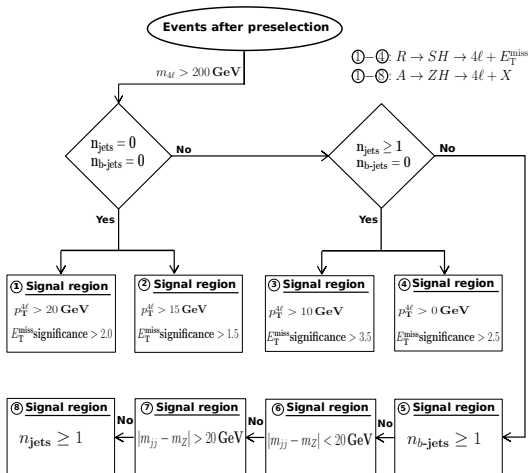 Events after preselection
m4ℓ > 200 GeV
①–④: R → SH → 4ℓ + E_T^miss
①–⑧: A → ZH → 4ℓ + X
n_jets = 0
n_b-jets = 0
No
n_jets ≥ 1
n_b-jets = 0
No
Yes
Yes
① Signal region
p_T^4ℓ > 20 GeV
E_T^miss significance > 2.0
② Signal region
p_T^4ℓ > 15 GeV
E_T^miss significance > 1.5
③ Signal region
p_T^4ℓ > 10 GeV
E_T^miss significance > 3.5
④ Signal region
p_T^4ℓ > 0 GeV
E_T^miss significance > 2.5
⑧ Signal region
n_jets ≥ 1
No
⑦ Signal region
|m_jj − m_Z| > 20 GeV
No
⑥ Signal region
|m_jj − m_Z| < 20 GeV
No
⑤ Signal region
n_b-jets ≥ 1